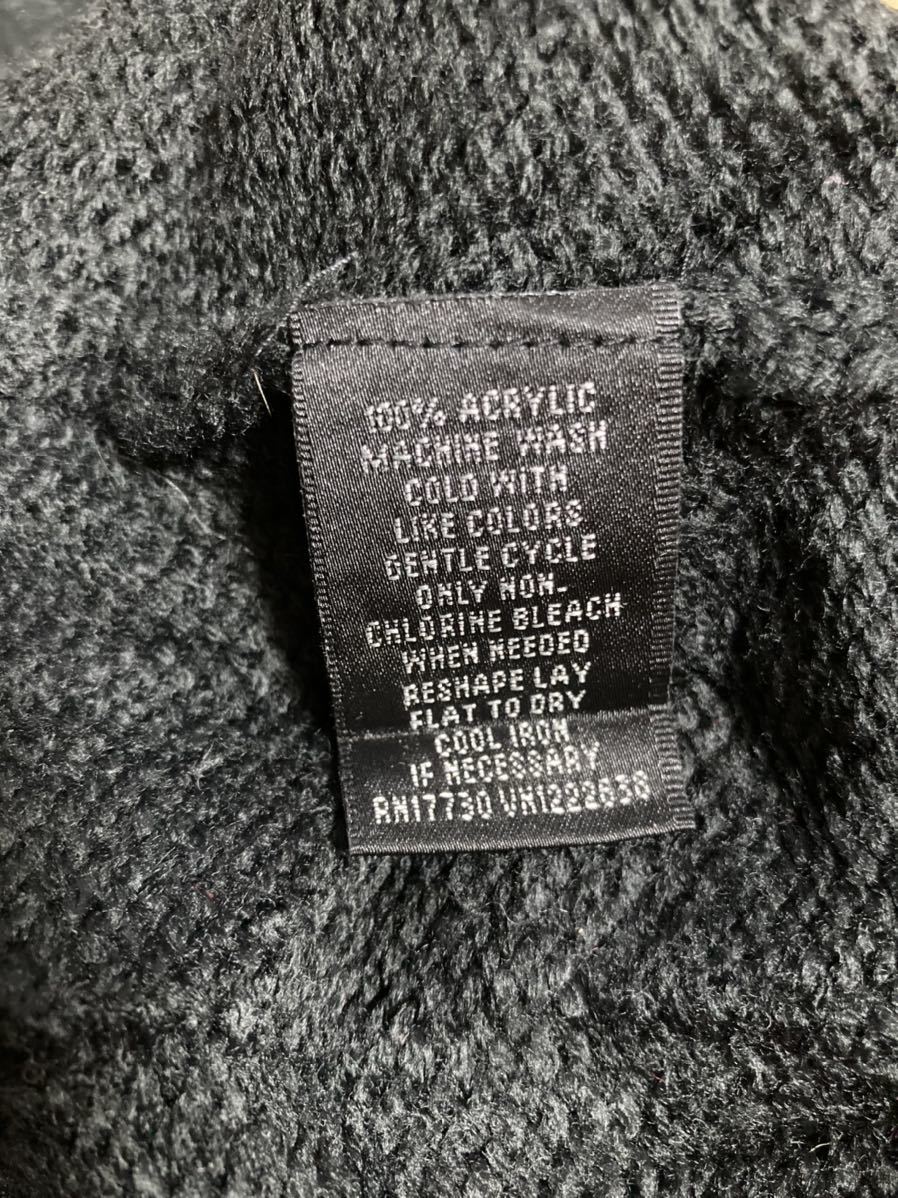 100% ACRYLIC
MACHINE WASH
COLD WITH
LIKE COLORS
GENTLE CYCLE
ONLY NON-
CHLORINE BLEACH
WHEN NEEDED
RESHAPE LAY
FLAT TO DRY
COOL IRON
IF NECESSARY
RN17730